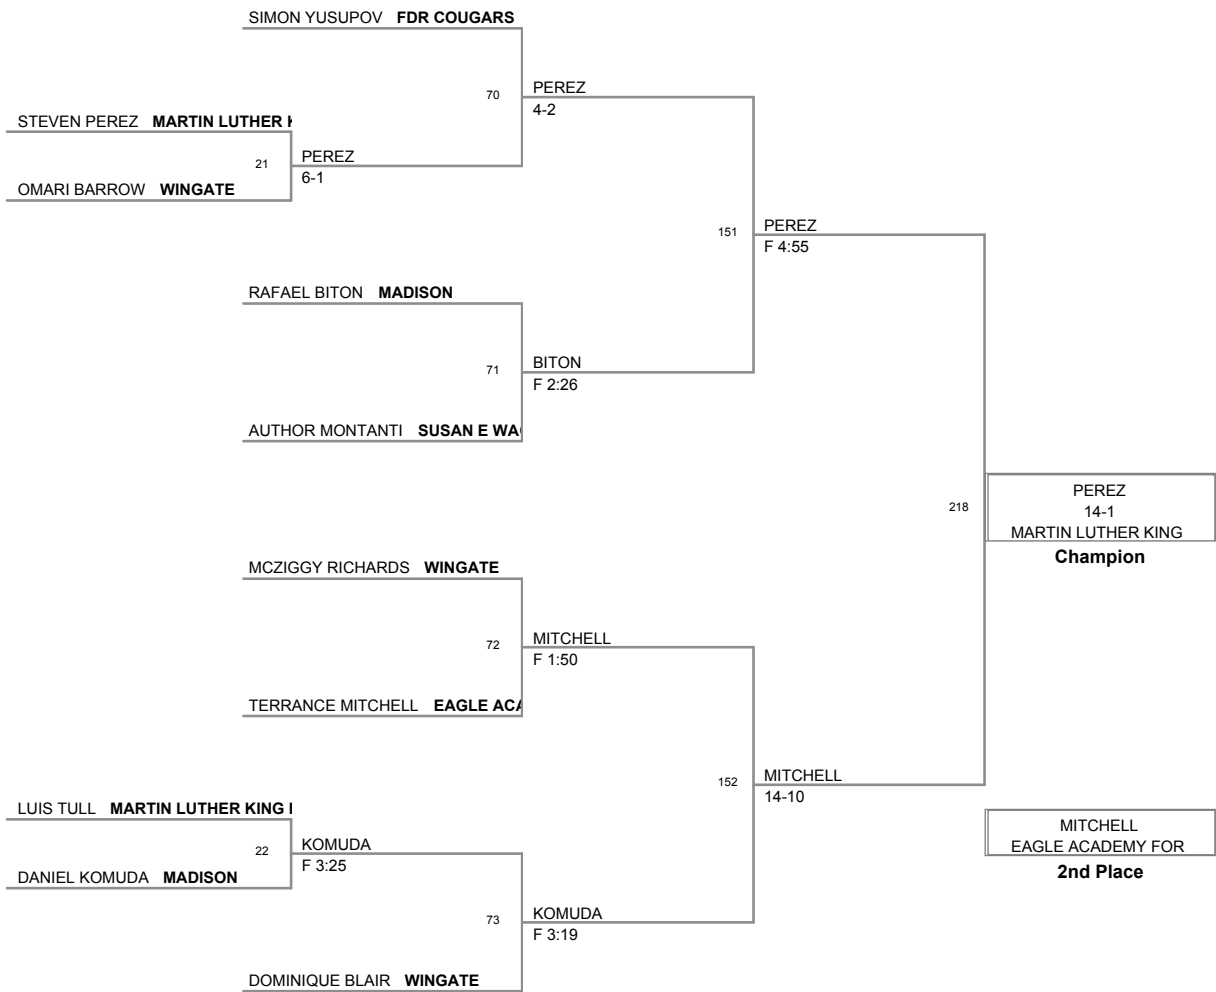 SIMON YUSUPOV FDR COUGARS
70
PEREZ
4-2
STEVEN PEREZ MARTIN LUTHER
21
PEREZ
6-1
OMARI BARROW WINGATE
151
PEREZ
F 4:55
RAFAEL BITON MADISON
71
BITON
F 2:26
AUTHOR MONTANTI SUSAN E
218
PEREZ
14-1
MARTIN LUTHER KING
Champion
MCZIGGY RICHARDS WINGATE
72
MITCHELL
F 1:50
TERRANCE MITCHELL EAGLE
152
MITCHELL
14-10
LUIS TULL MARTIN LUTHER KING
22
KOMUDA
F 3:25
DANIEL KOMUDA MADISON
MITCHELL
EAGLE ACADEMY FOR
2nd Place
73
KOMUDA
F 3:19
DOMINIQUE BLAIR WINGATE